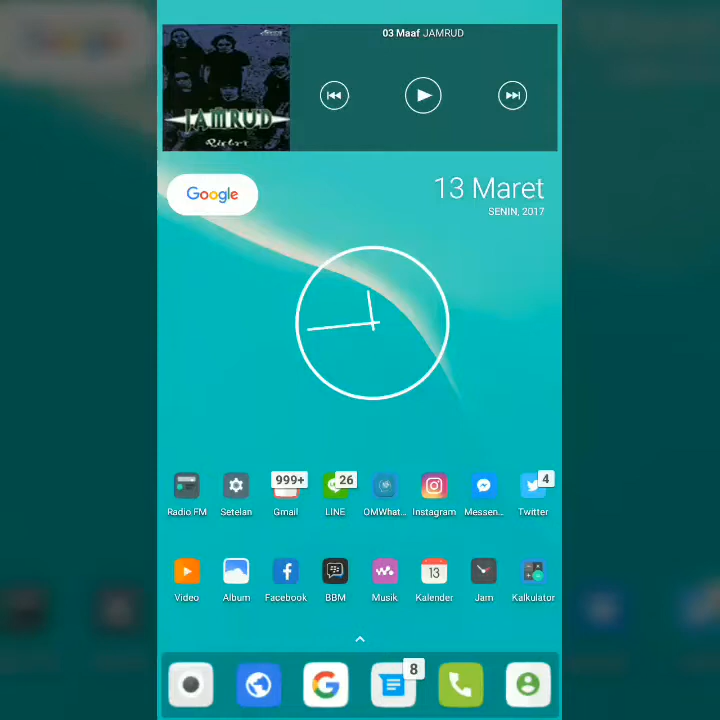 03 Maaf JAMRUD
JAMRUD
Google
13 Maret
SENIN, 2017
999+
26
4
Radio FM
Setelan
Gmail
LINE
OMWhat...
Instagram
Messen...
Twitter
13
Video
Album
Facebook
BBM
Musik
Kalender
Jam
Kalkulator
8